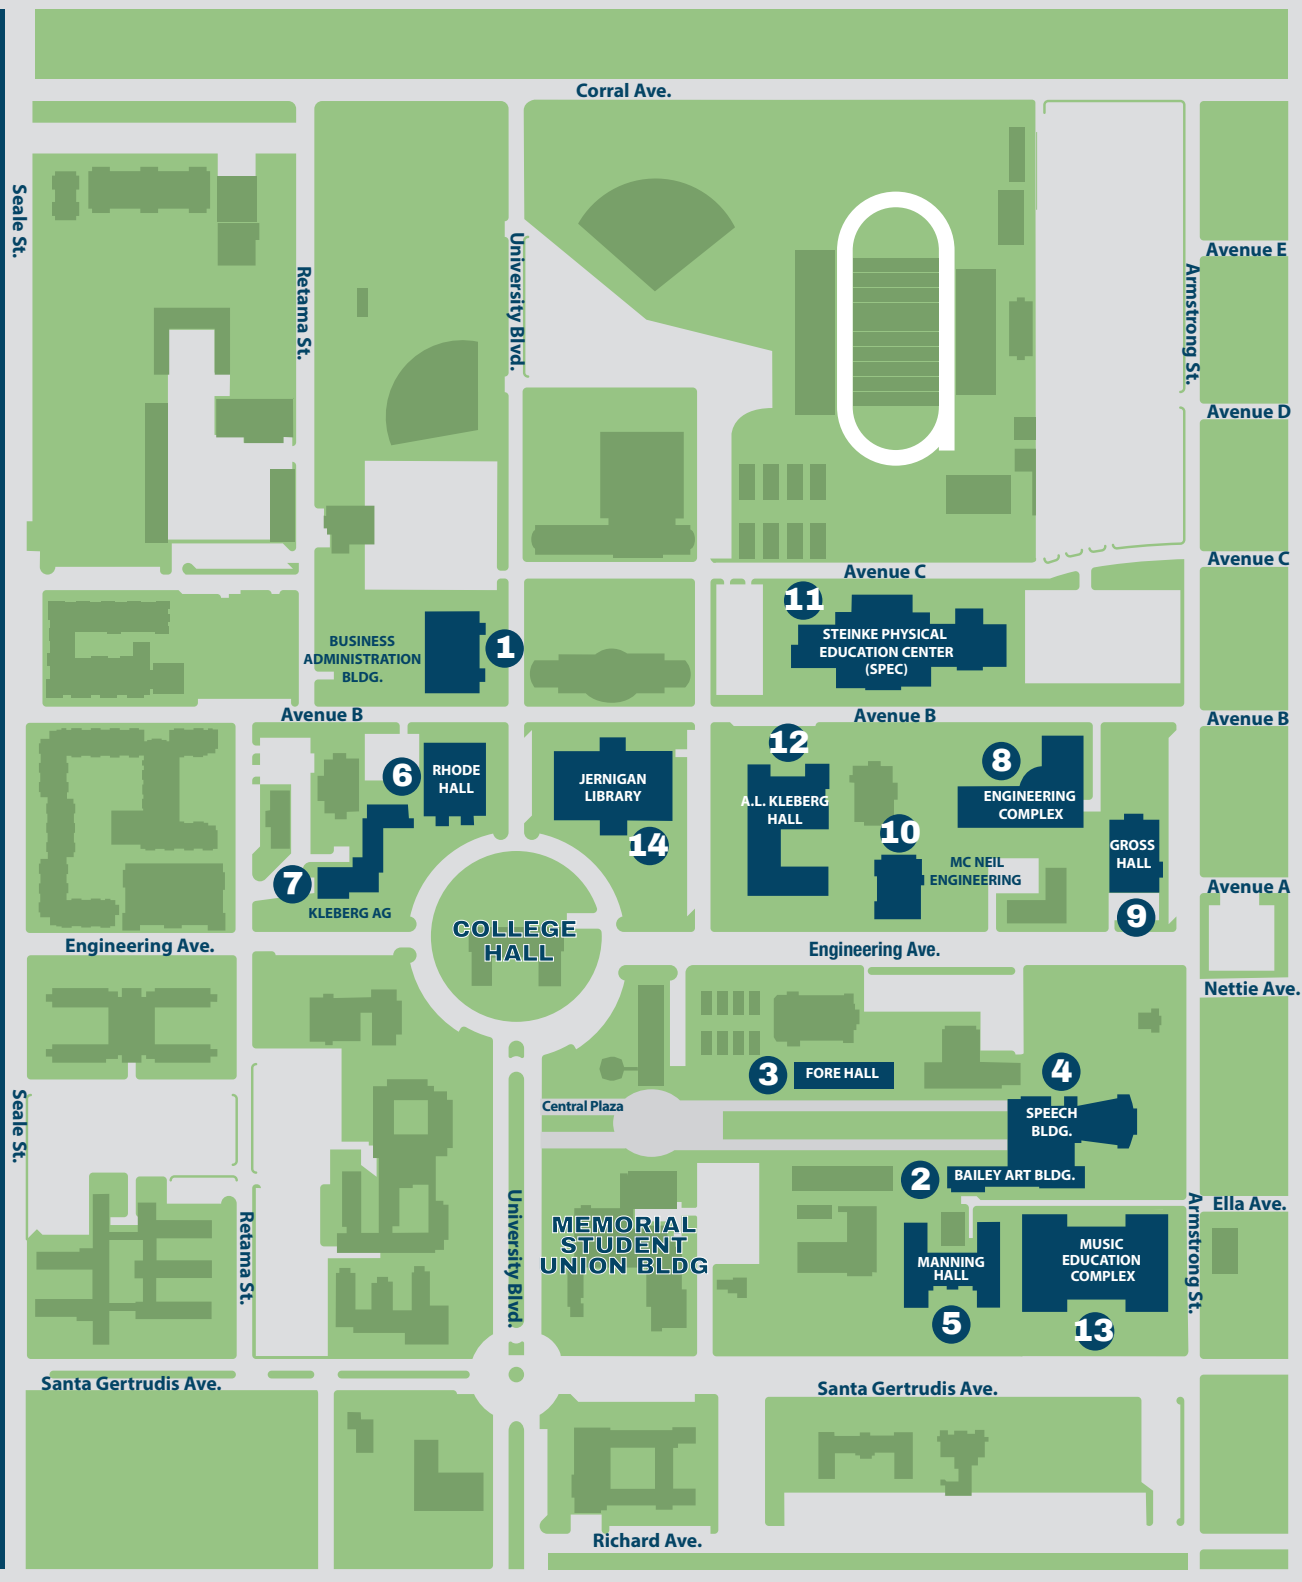 Corral Ave.
Seale St.
Retama St.
University Blvd.
Armstrong St.
Avenue E
Avenue D
Avenue C
Avenue C
11
STEINKE PHYSICAL
EDUCATION CENTER
(SPEC)
BUSINESS
ADMINISTRATION
BLDG.
1
Avenue B
Avenue B
Avenue B
12
A.L. KLEBERG
HALL
6
RHODE
HALL
JERNIGAN
LIBRARY
14
8
ENGINEERING
COMPLEX
10
MC NEIL
ENGINEERING
GROSS
HALL
9
7
KLEBERG AG
Avenue A
COLLEGE
HALL
Engineering Ave.
Engineering Ave.
Nettie Ave.
3
FORE HALL
4
SPEECH
BLDG.
Central Plaza
Seale St.
2
BAILEY ART BLDG.
Retama St.
University Blvd.
Armstrong St.
Ella Ave.
MEMORIAL
STUDENT
UNION BLDG
MANNING
HALL
5
MUSIC
EDUCATION
COMPLEX
13
Santa Gertrudis Ave.
Santa Gertrudis Ave.
Richard Ave.